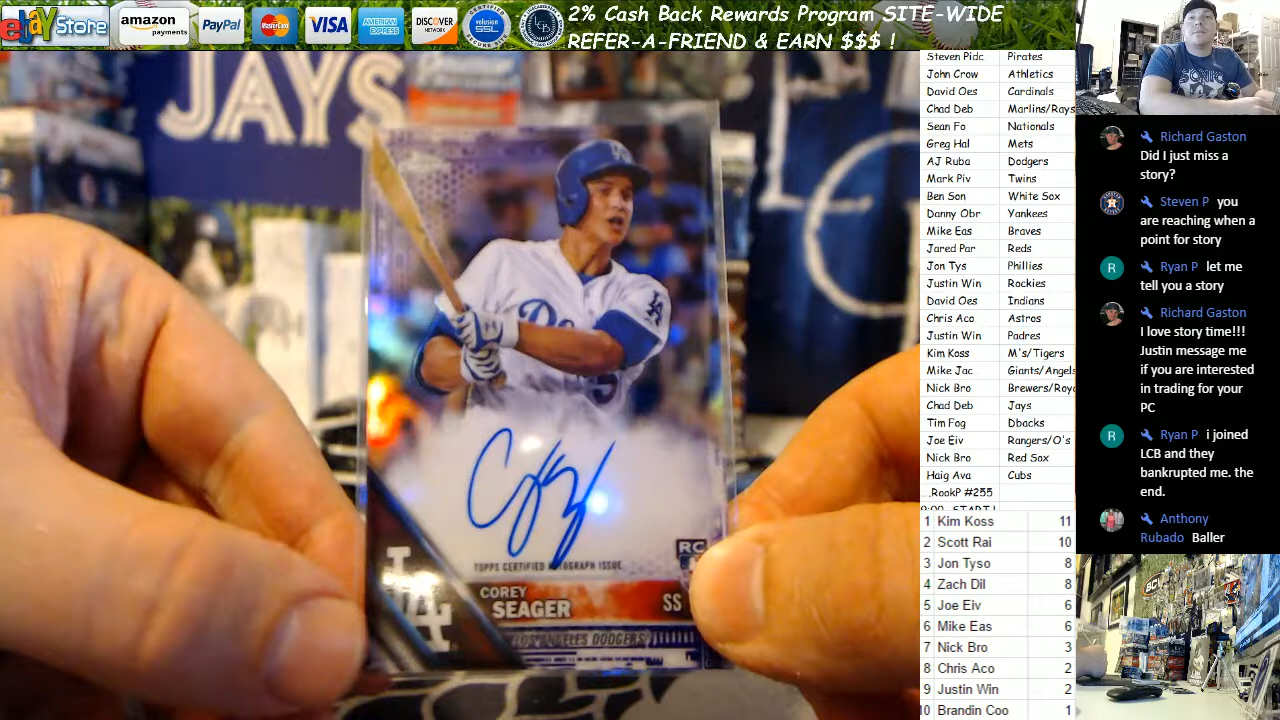 ebay Store
amazon payments
PayPal
MasterCard
VISA
AMERICAN EXPRESS
DISCOVER NETWORK
volusion SSL
LCB
2% Cash Back Rewards Program SITE-WIDE
REFER-A-FRIEND & EARN $$$ !
JAYS
LA
COREY
SEAGER
SS
RC
TOPPS CERTIFIED AUTOGRAPH ISSUE
LOS ANGELES DODGERS
Steven Pidc Pirates
John Crow Athletics
David Oes Cardinals
Chad Deb Marlins/Rays
Sean Fo Nationals
Greg Hal Mets
AJ Ruba Dodgers
Mark Piv Twins
Ben Son White Sox
Danny Obr Yankees
Mike Eas Braves
Jared Par Reds
Jon Tys Phillies
Justin Win Rockies
David Oes Indians
Chris Aco Astros
Justin Win Padres
Kim Koss M's/Tigers
Mike Jac Giants/Angels
Nick Bro Brewers/Roya
Chad Deb Jays
Tim Fog Dbacks
Joe Eiv Rangers/O's
Nick Bro Red Sox
Haig Ava Cubs
.RookP #255
1 Kim Koss 11
2 Scott Rai 10
3 Jon Tyso 8
4 Zach Dil 8
5 Joe Eiv 6
6 Mike Eas 6
7 Nick Bro 3
8 Chris Aco 2
9 Justin Win 2
10 Brandin Coo 1
Richard Gaston
Did I just miss a
story?
Steven P you
are reaching when a
point for story
R
Ryan P let me
tell you a story
Richard Gaston
I love story time!!!
Justin message me
if you are interested
in trading for your
PC
R
Ryan P i joined
LCB and they
bankrupted me. the
end.
Anthony
Rubado Baller